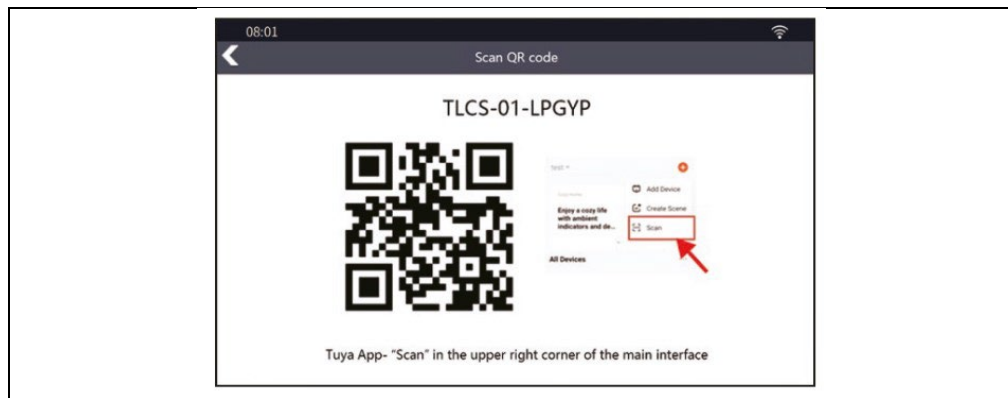 08:01
Scan QR code
TLCS-01-LPGYP
test
Add Device
Enjoy a cozy life
with ambient
indicators and de...
Create Scene
Scan
All Devices
Tuya App- “Scan” in the upper right corner of the main interface